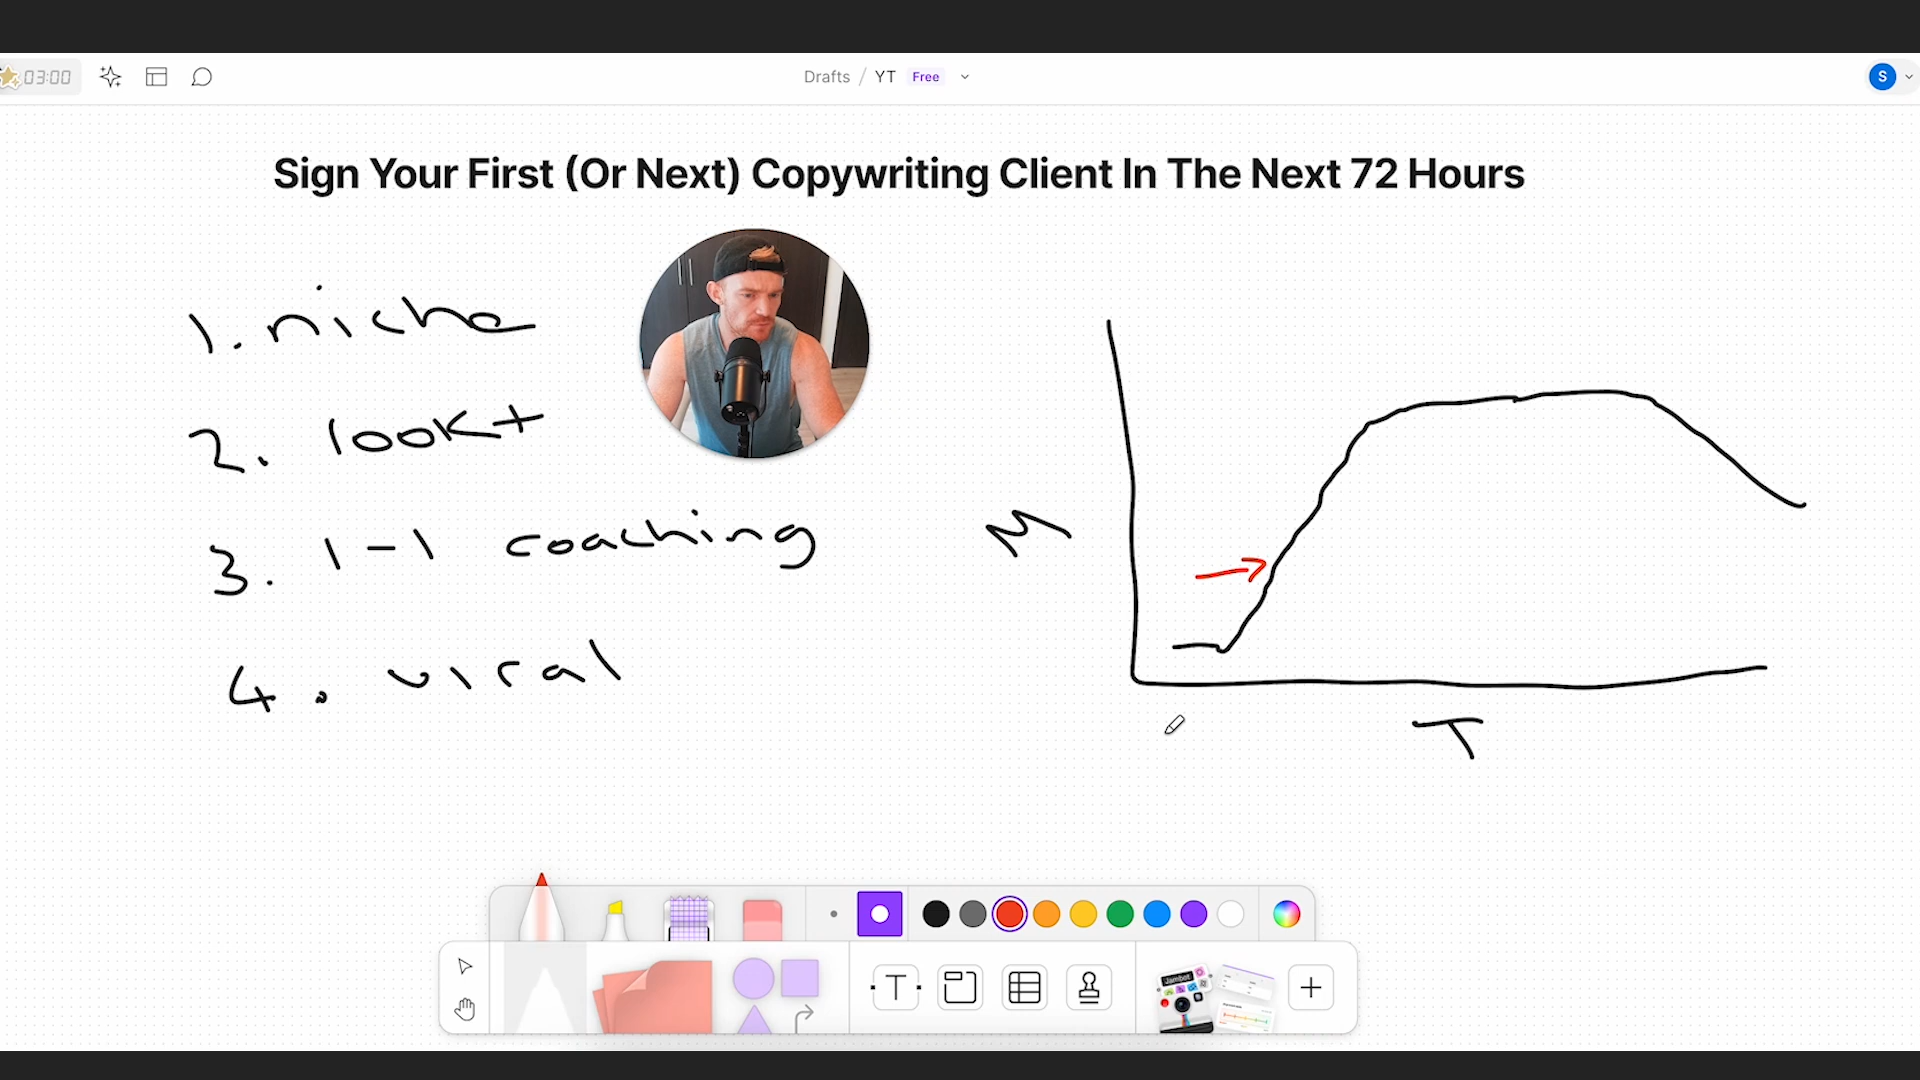 03:00
Drafts / YT Free
S
Sign Your First (Or Next) Copywriting Client In The Next 72 Hours
1. niche
2. 100K+
3. 1-1 coaching
4. viral
M
T
T
Jambot